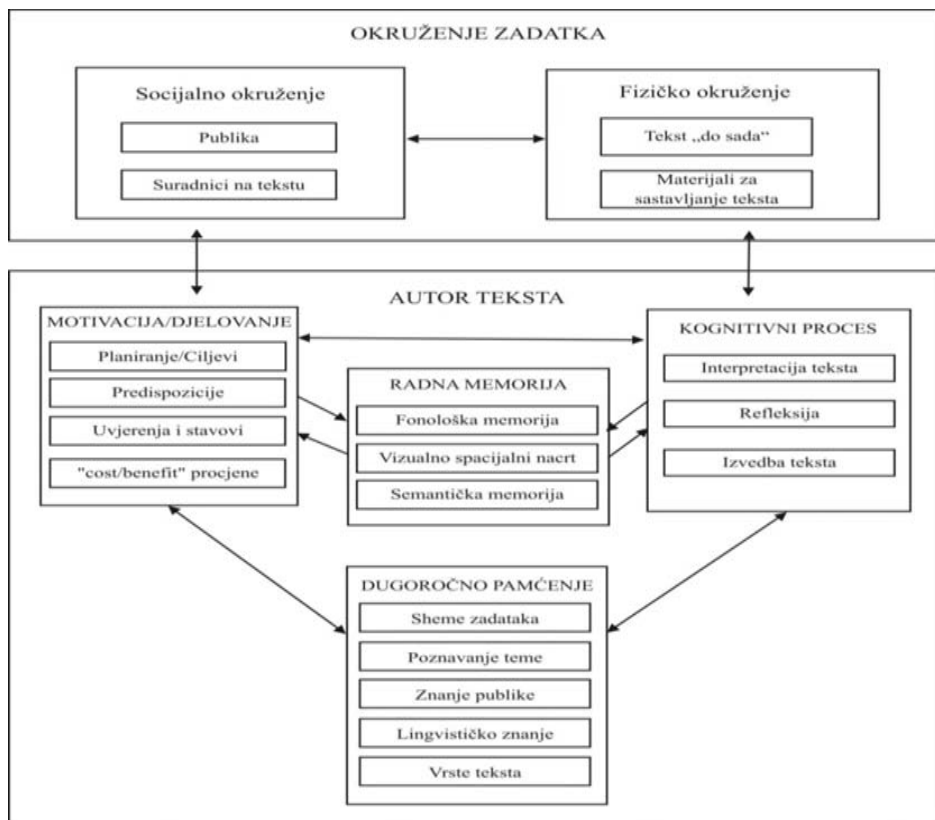 OKRUŽENJE ZADATKA
Socijalno okruženje
Publika
Suradnici na tekstu
Fizičko okruženje
Tekst „do sada“
Materijali za
sastavljanje teksta
AUTOR TEKSTA
MOTIVACIJA/DJELOVANJE
Planiranje/Ciljevi
Predispozicije
Uvjerenja i stavovi
"cost/benefit" procjene
RADNA MEMORIJA
Fonološka memorija
Vizualno spacijalni nacrt
Semantička memorija
KOGNITIVNI PROCES
Interpretacija teksta
Refleksija
Izvedba teksta
DUGOROČNO PAMĆENJE
Sheme zadataka
Poznavanje teme
Znanje publike
Lingvističko znanje
Vrste teksta